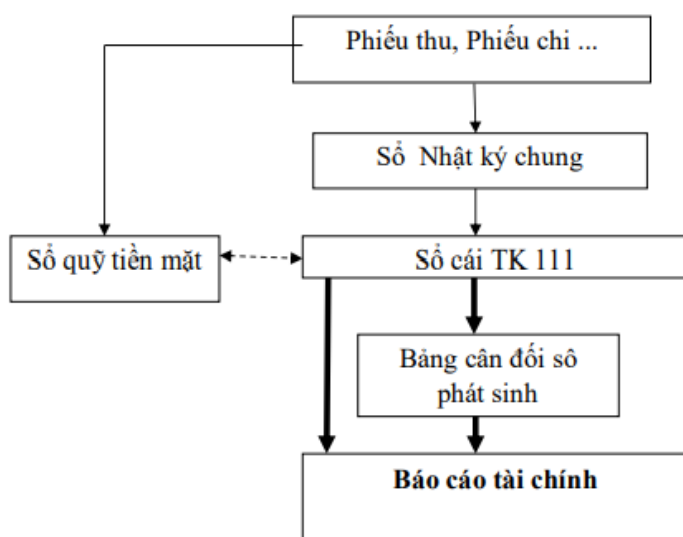 Phiếu thu, Phiếu chi ...
Sổ Nhật ký chung
Sổ quỹ tiền mặt
Sổ cái TK 111
Bảng cân đối sô
phát sinh
Báo cáo tài chính